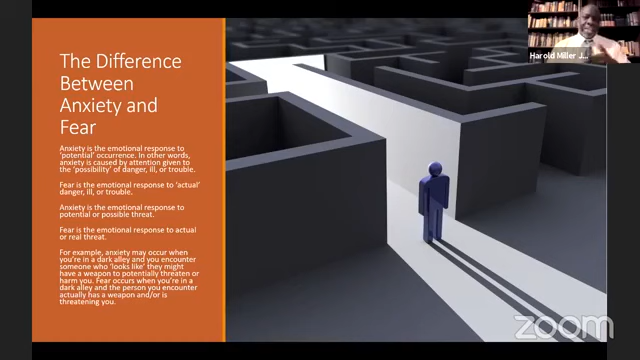 Harold Miller J...
The Difference
Between
Anxiety and
Fear
Anxiety is the emotional response to
'potential' occurrence. In other words,
anxiety is caused by attention given to
the 'possibility' of danger, ill, or trouble.
Fear is the emotional response to 'actual'
danger, ill, or trouble.
Anxiety is the emotional response to
potential or possible threat.
Fear is the emotional response to actual
or real threat.
For example, anxiety may occur when
you're in a dark alley and you encounter
someone who 'looks like' they might
have a weapon to potentially threaten or
harm you. Fear occurs when you're in a
dark alley and the person you encounter
actually has a weapon and/or is
threatening you.
zoom